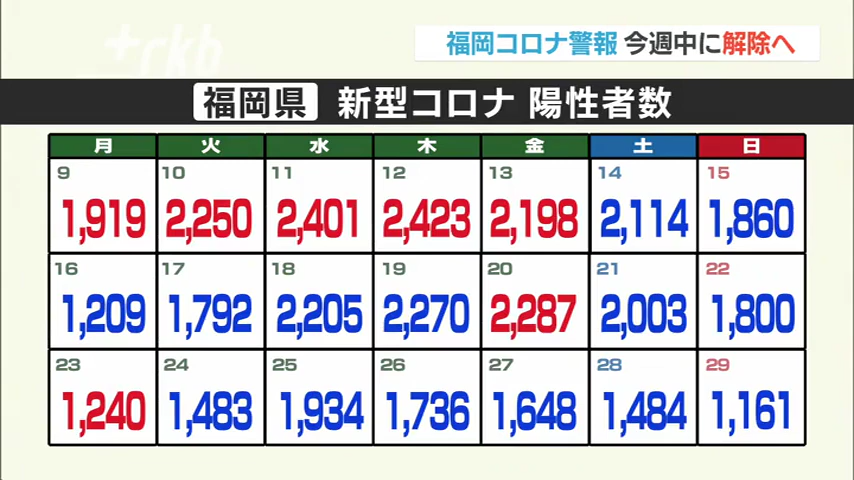 +rkb
福岡コロナ警報 今週中に解除へ
福岡県 新型コロナ 陽性者数
月 火 水 木 金 土 日
9 10 11 12 13 14 15
1,919 2,250 2,401 2,423 2,198 2,114 1,860
16 17 18 19 20 21 22
1,209 1,792 2,205 2,270 2,287 2,003 1,800
23 24 25 26 27 28 29
1,240 1,483 1,934 1,736 1,648 1,484 1,161